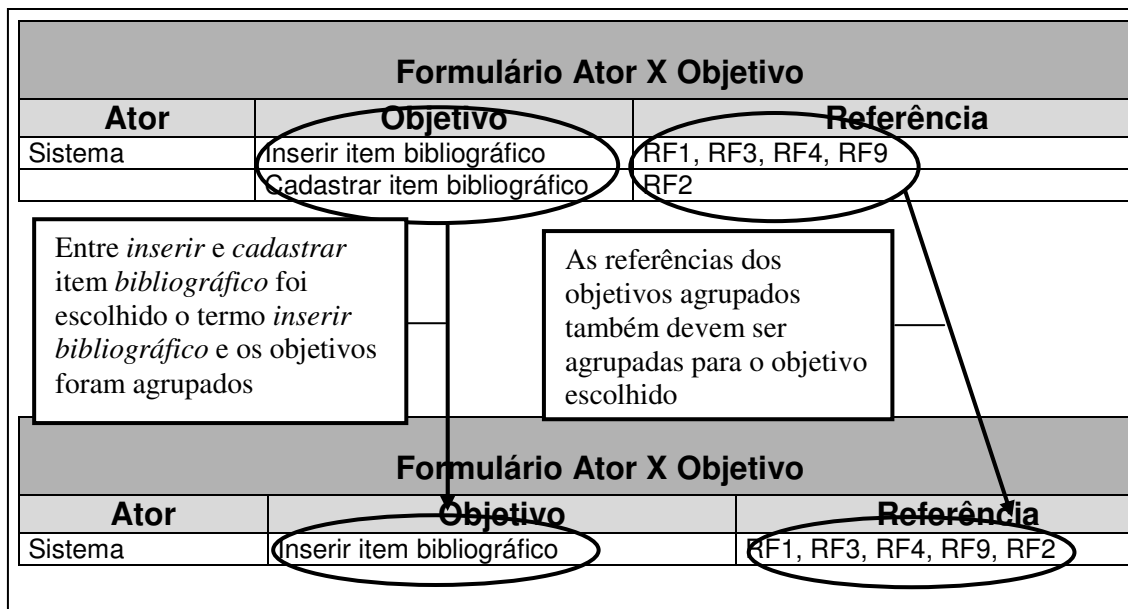 Formulário Ator X Objetivo
Ator Objetivo Referência
Sistema Inserir item bibliográfico RF1, RF3, RF4, RF9
Cadastrar item bibliográfico RF2
Entre inserir e cadastrar
item bibliográfico foi
escolhido o termo inserir
bibliográfico e os objetivos
foram agrupados
As referências dos
objetivos agrupados
também devem ser
agrupadas para o objetivo
escolhido
Formulário Ator X Objetivo
Ator Objetivo Referência
Sistema Inserir item bibliográfico RF1, RF3, RF4, RF9, RF2